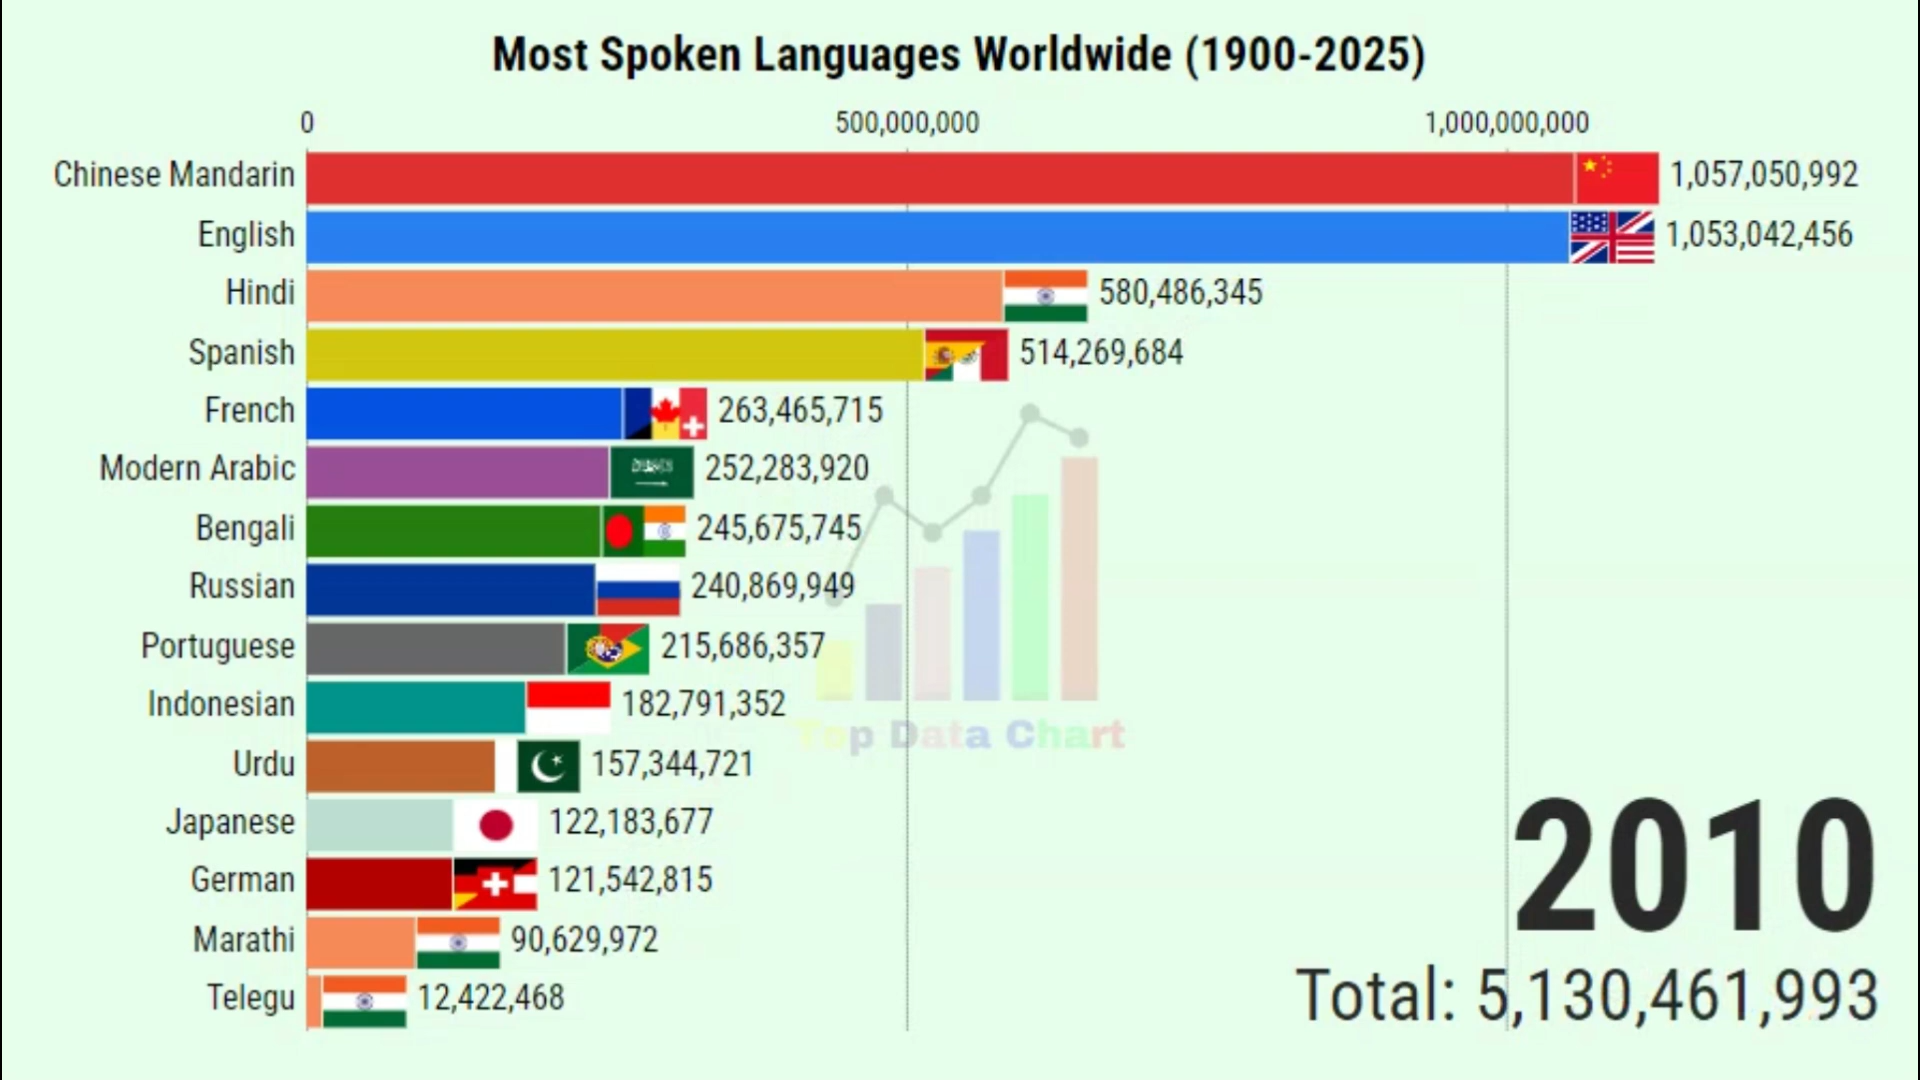 Most Spoken Languages Worldwide (1900-2025)
0 500,000,000 1,000,000,000
Chinese Mandarin 1,057,050,992
English 1,053,042,456
Hindi 580,486,345
Spanish 514,269,684
French 263,465,715
Modern Arabic 252,283,920
Bengali 245,675,745
Russian 240,869,949
Portuguese 215,686,357
Indonesian 182,791,352
Top Data Chart
Urdu 157,344,721
Japanese 122,183,677
German 121,542,815
Marathi 90,629,972
Telegu 12,422,468
2010
Total: 5,130,461,993